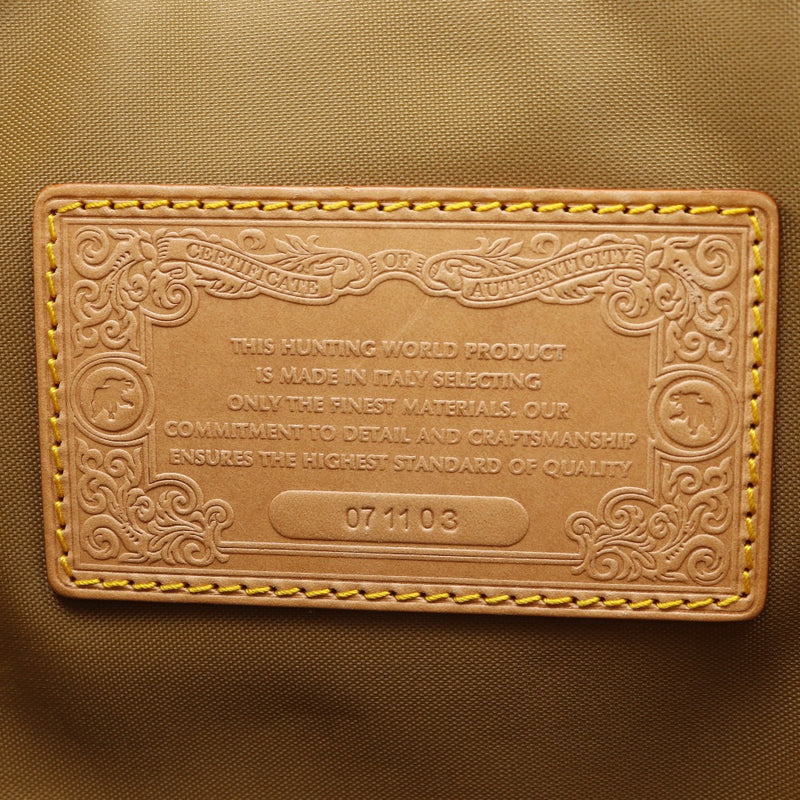 CERTIFICATE OF AUTHENTICITY
THIS HUNTING WORLD PRODUCT
IS MADE IN ITALY SELECTING
ONLY THE FINEST MATERIALS. OUR
COMMITMENT TO DETAIL AND CRAFTSMANSHIP
ENSURES THE HIGHEST STANDARD OF QUALITY
071103